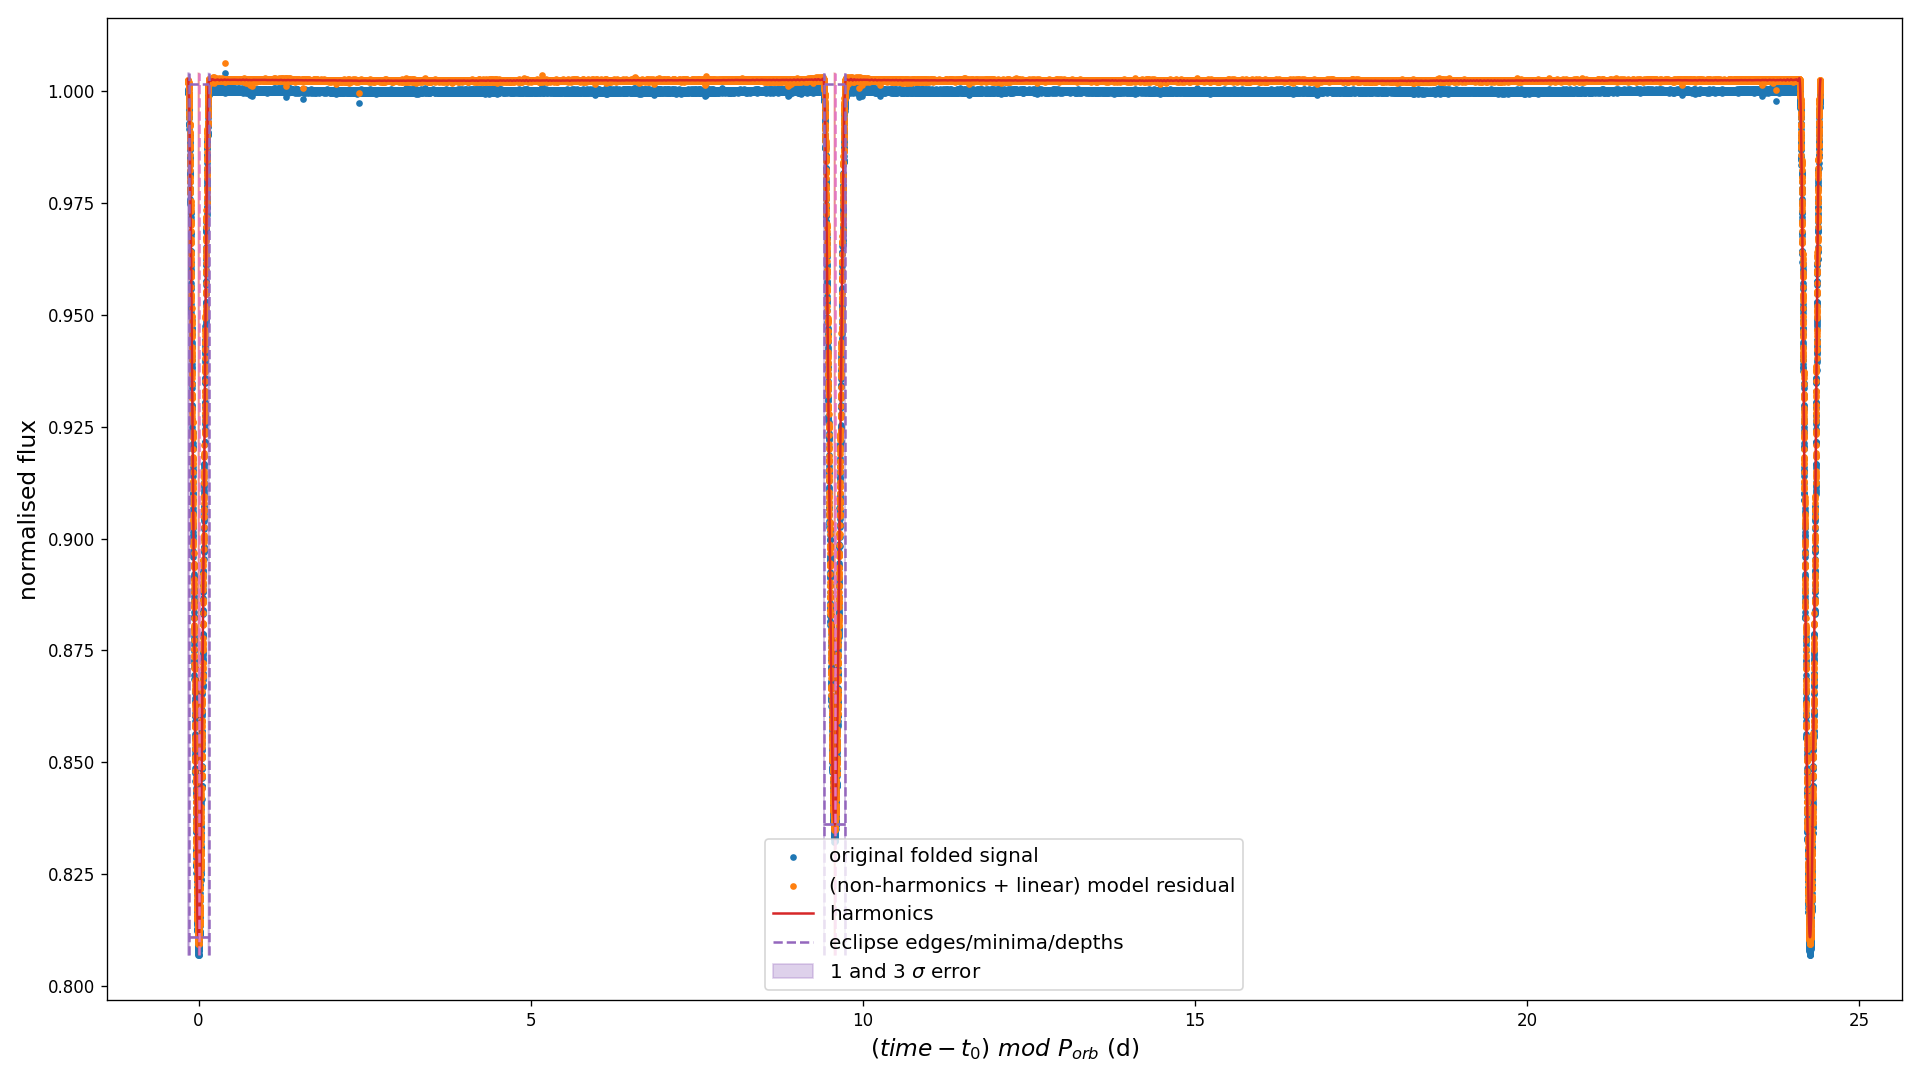 normalised flux
1.000
0.975
0.950
0.925
0.900
0.875
0.850
0.825
0.800
original folded signal
(non-harmonics + linear) model residual
harmonics
eclipse edges/minima/depths
1 and 3 σ error
0 5 10 15 20 25
(time − t₀) mod Pₒᵣᵦ (d)